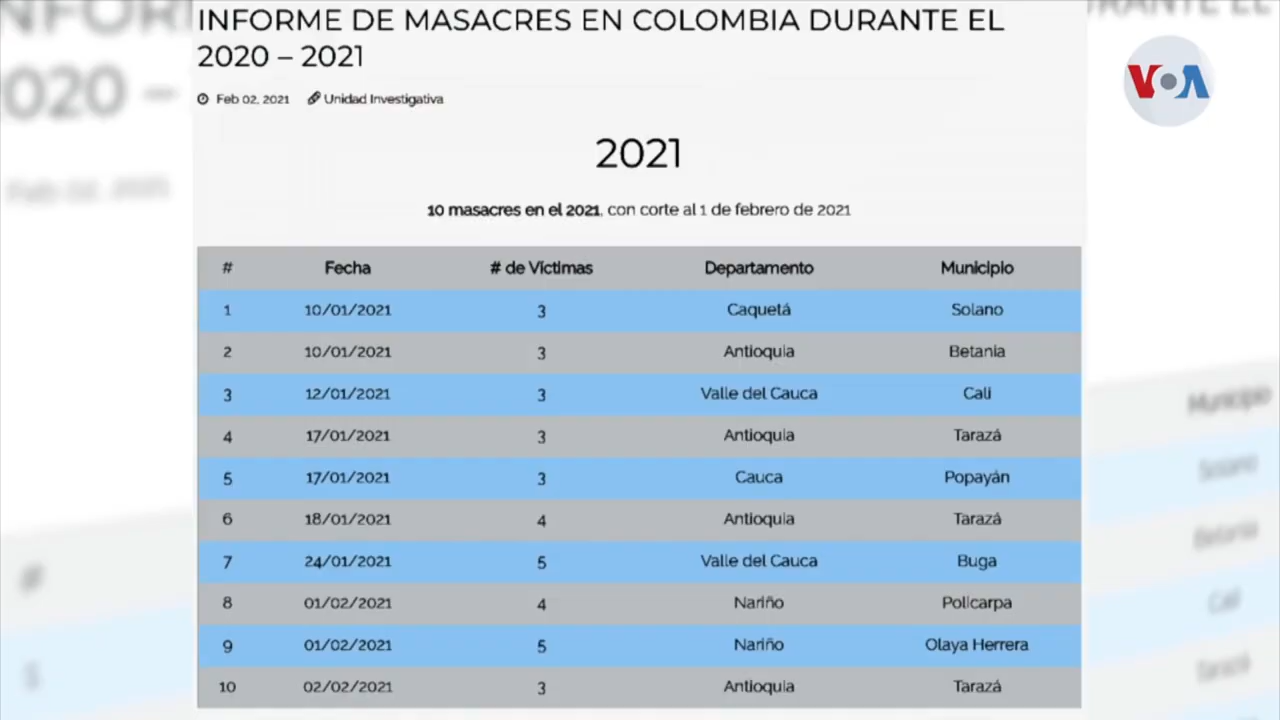 INFORME DE MASACRES EN COLOMBIA DURANTE EL
2020 – 2021
Feb 02, 2021 Unidad Investigativa
VOA
2021
10 masacres en el 2021, con corte al 1 de febrero de 2021
# Fecha # de Víctimas Departamento Municipio
1 10/01/2021 3 Caquetá Solano
2 10/01/2021 3 Antioquia Betania
3 12/01/2021 3 Valle del Cauca Cali
4 17/01/2021 3 Antioquia Tarazá
5 17/01/2021 3 Cauca Popayán
6 18/01/2021 4 Antioquia Tarazá
7 24/01/2021 5 Valle del Cauca Buga
8 01/02/2021 4 Nariño Policarpa
9 01/02/2021 5 Nariño Olaya Herrera
10 02/02/2021 3 Antioquia Tarazá